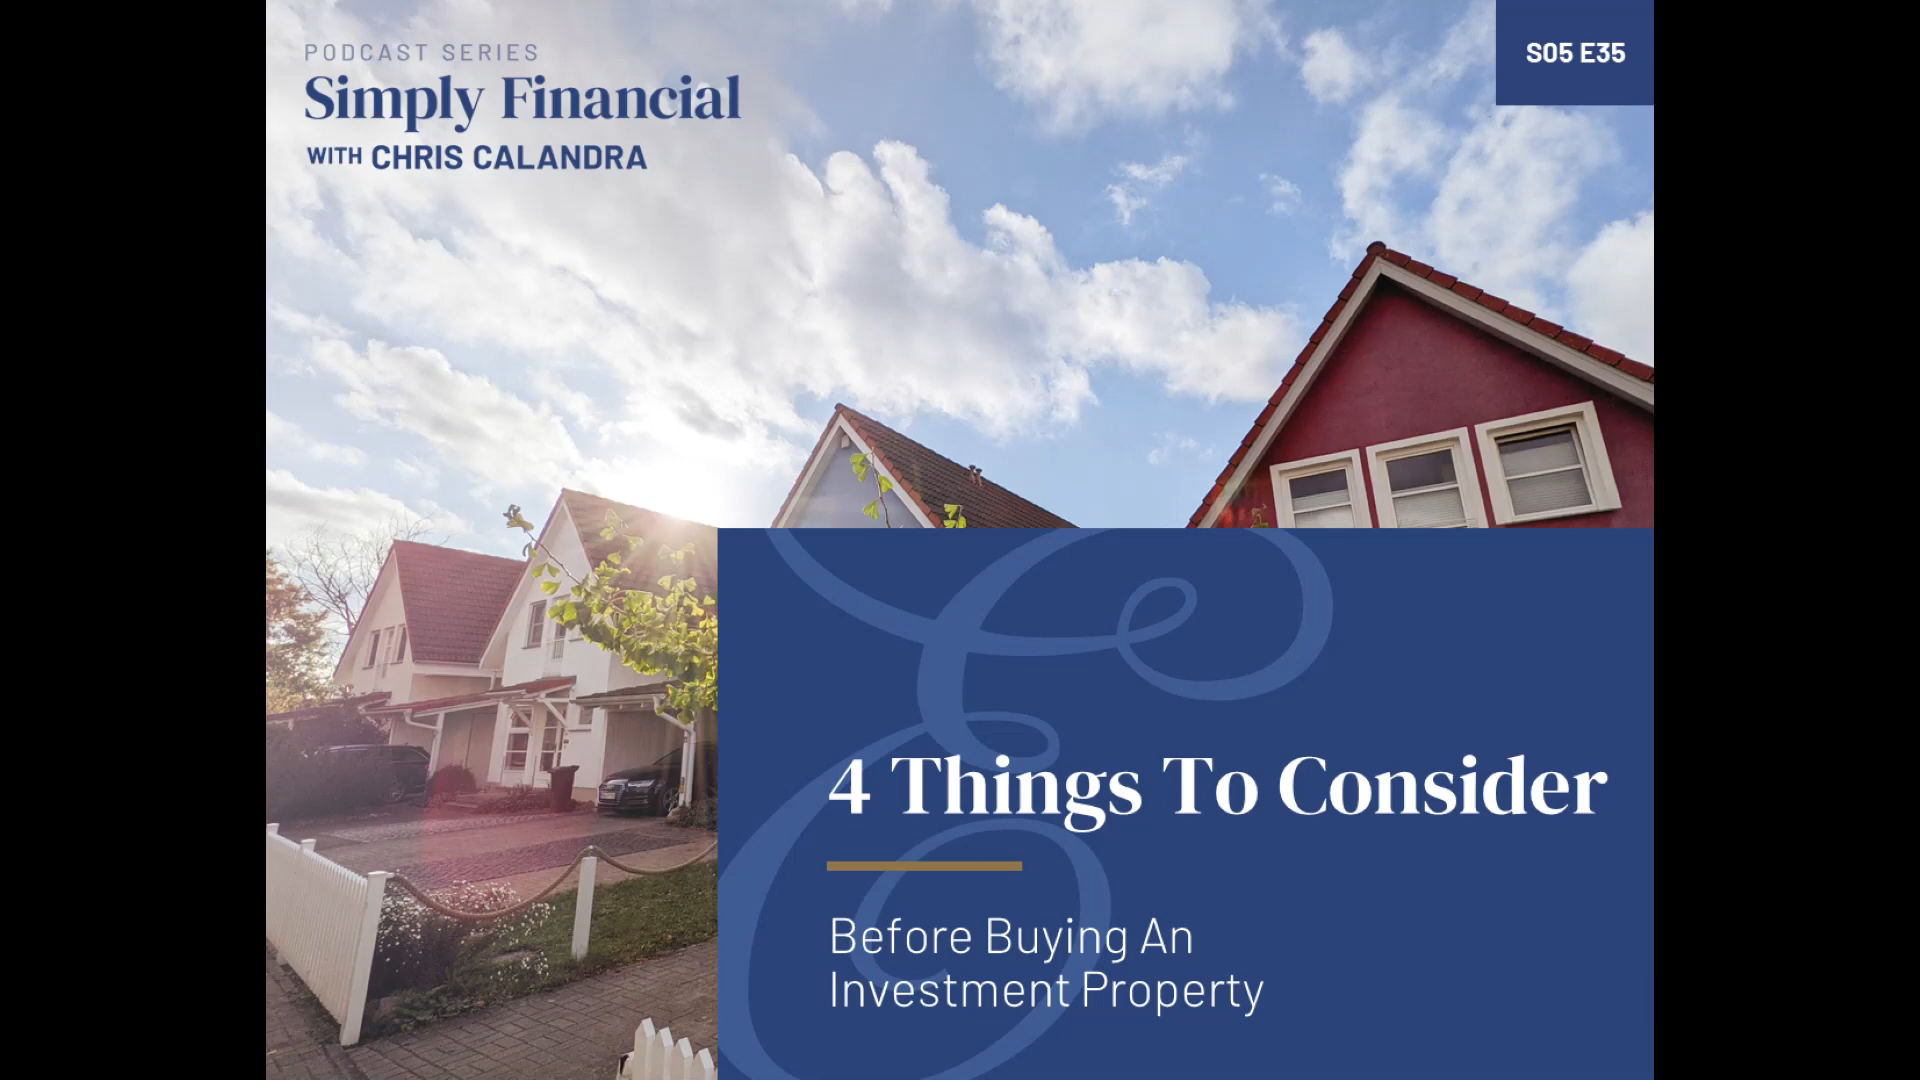 PODCAST SERIES
Simply Financial
WITH CHRIS CALANDRA
S05 E35
4 Things To Consider
Before Buying An
Investment Property